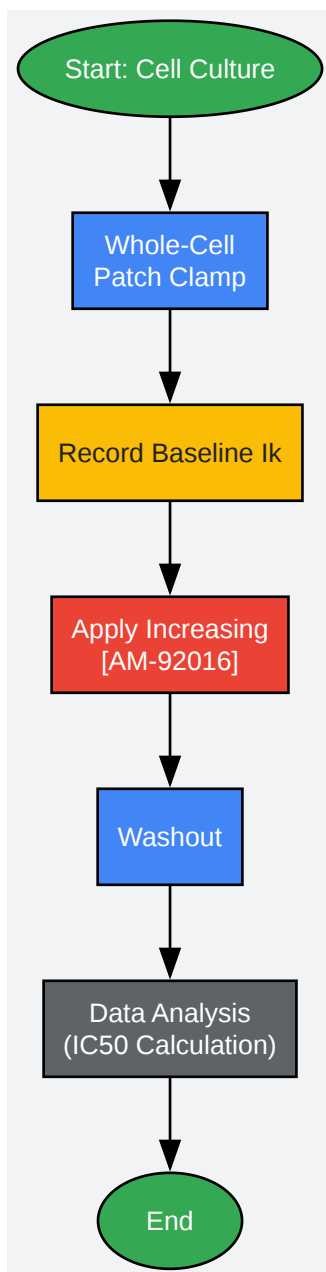 Start: Cell Culture
Whole-Cell
Patch Clamp
Record Baseline Ik
Apply Increasing
[AM-92016]
Washout
Data Analysis
(IC50 Calculation)
End